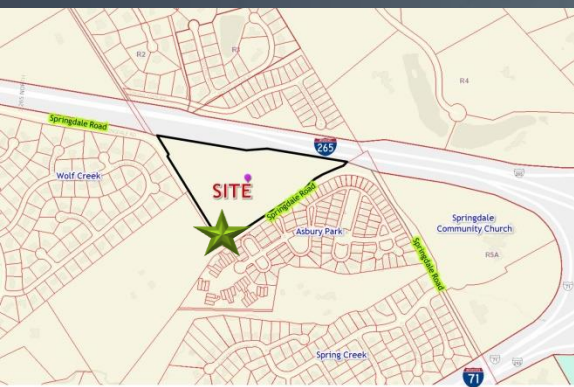 R2
R3
R4
265
Springdale Road
Wolf Creek
SITE
Springdale Road
Asbury Park
Springdale
Community Church
Springdale Road
R5A
Spring Creek
71